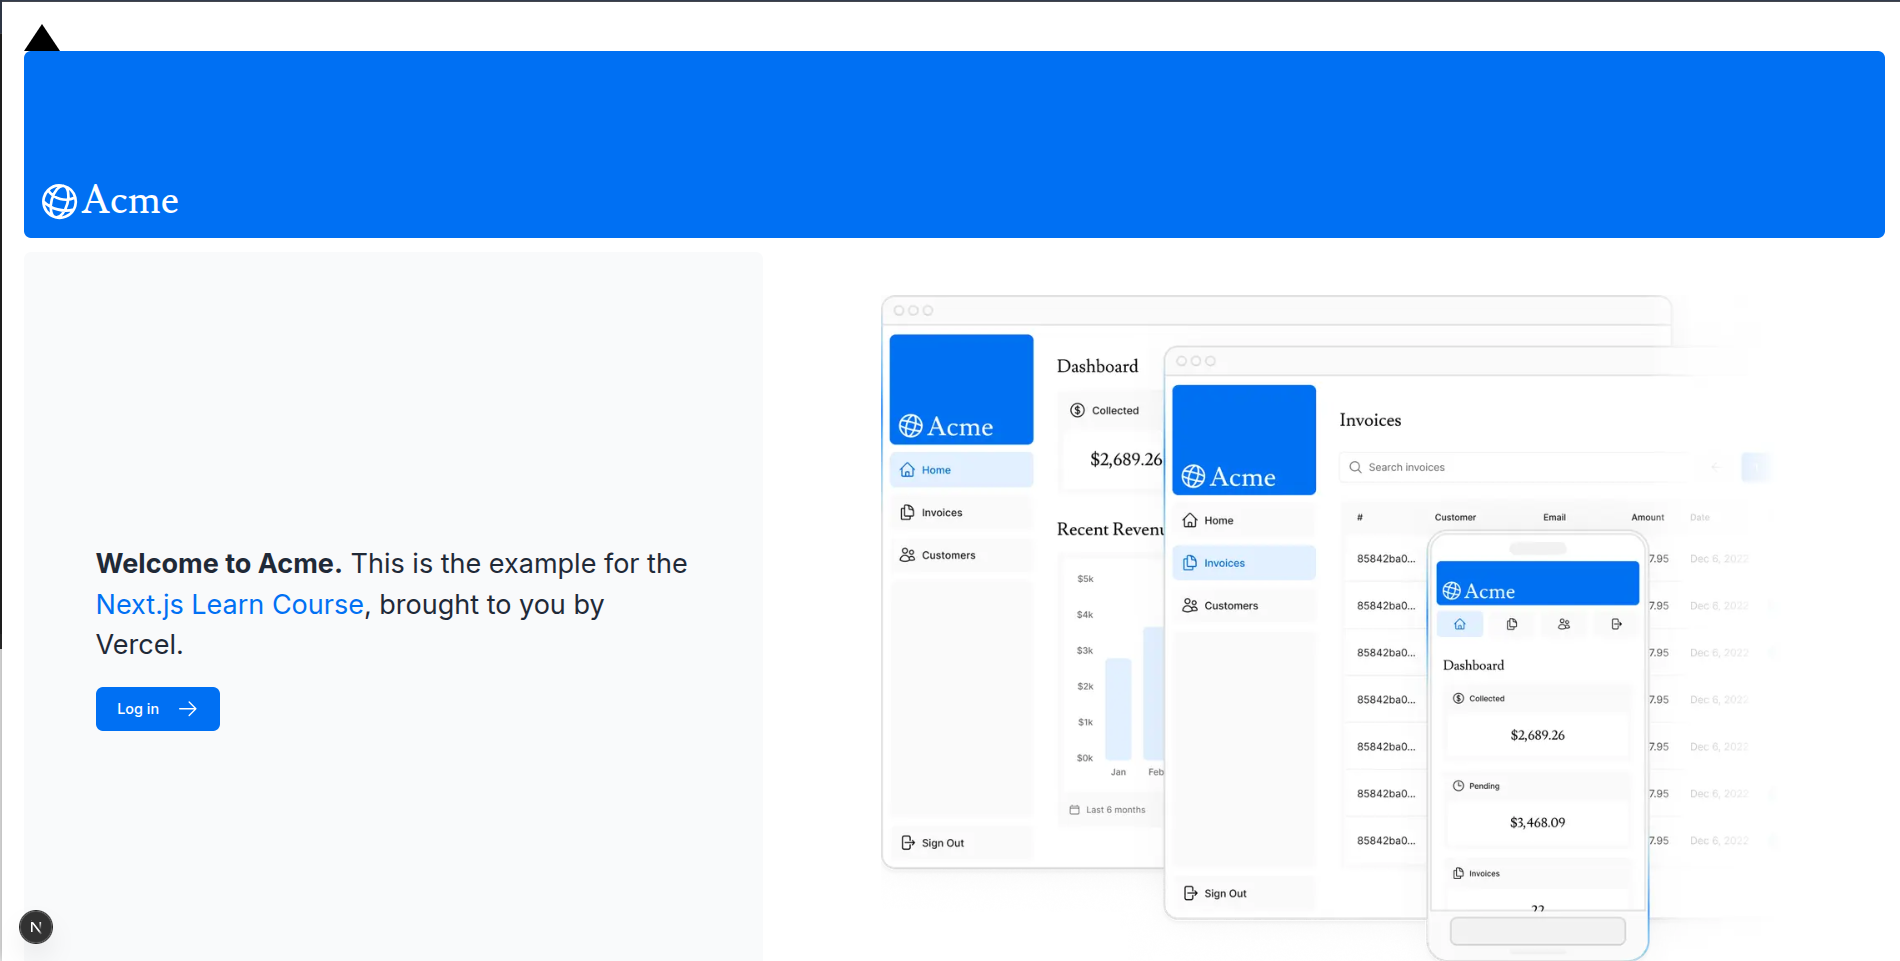 Acme
Welcome to Acme. This is the example for the
Next.js Learn Course, brought to you by
Vercel.
Log in
N
Acme
Home
Invoices
Customers
Sign Out
Dashboard
Collected
$2,689.26
Recent Revenu
$5k
$4k
$3k
$2k
$1k
$0k
Jan Feb
Last 6 months
Acme
Home
Invoices
Customers
Sign Out
Invoices
Search invoices
# Customer Email Amount Date
85842ba0... 7.95 Dec 6, 2022
85842ba0... 7.95 Dec 6, 2022
85842ba0... 7.95 Dec 6, 2022
85842ba0... 7.95 Dec 6, 2022
85842ba0... 7.95 Dec 6, 2022
85842ba0... 7.95 Dec 6, 2022
85842ba0... 7.95 Dec 6, 2022
Acme
Dashboard
Collected
$2,689.26
Pending
$3,468.09
Invoices
22